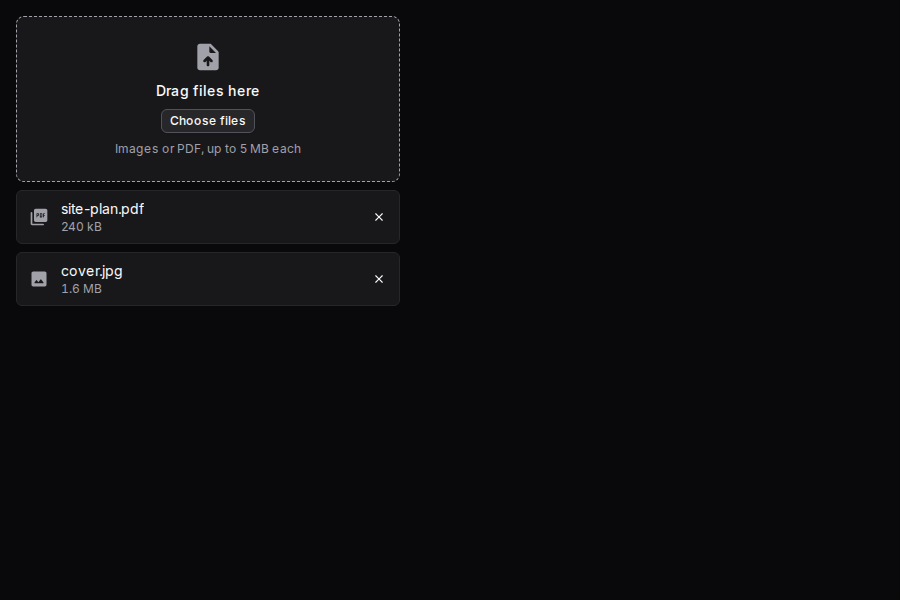 Drag files here
Choose files
Images or PDF, up to 5 MB each
PDF
site-plan.pdf
240 kB
cover.jpg
1.6 MB